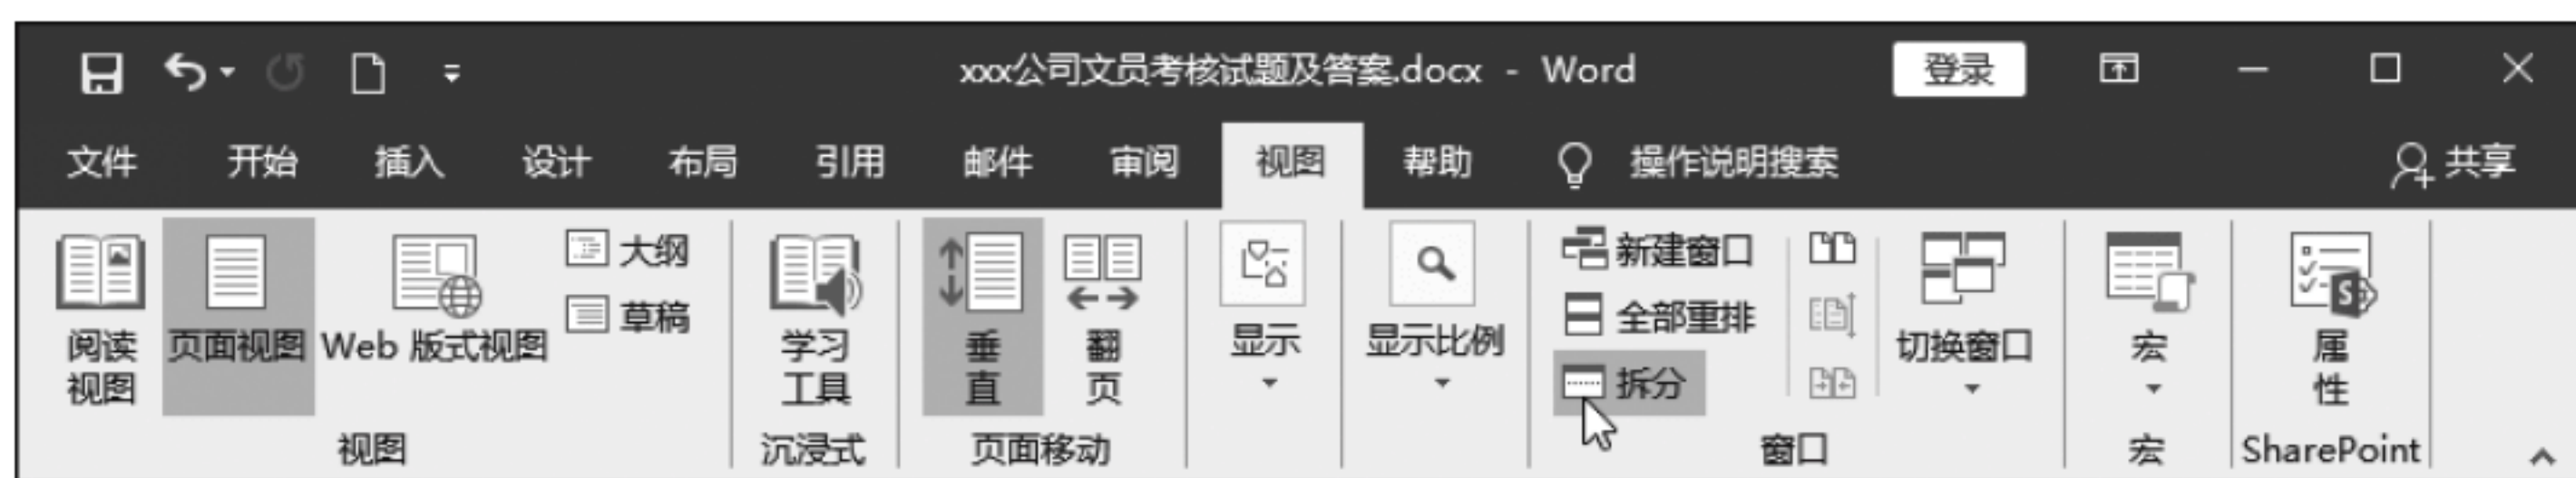 xxx公司文员考核试题及答案.docx - Word 登录
文件 开始 插入 设计 布局 引用 邮件 审阅 视图 帮助 操作说明搜索 共享
阅读
视图
页面视图
Web 版式视图
大纲
草稿
视图
学习
工具
沉浸式
垂
直
翻
页
页面移动
显示
显示比例
新建窗口
全部重排
拆分
切换窗口
窗口
宏
宏
属
性
SharePoint